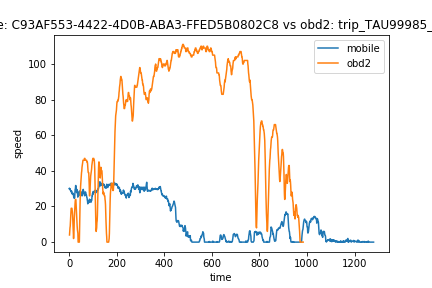 e: C93AF553-4422-4D0B-ABA3-FFED5B0802C8 vs obd2: trip_TAU99985_
mobile
obd2
100
80
60
40
20
0
speed
0 200 400 600 800 1000 1200
time